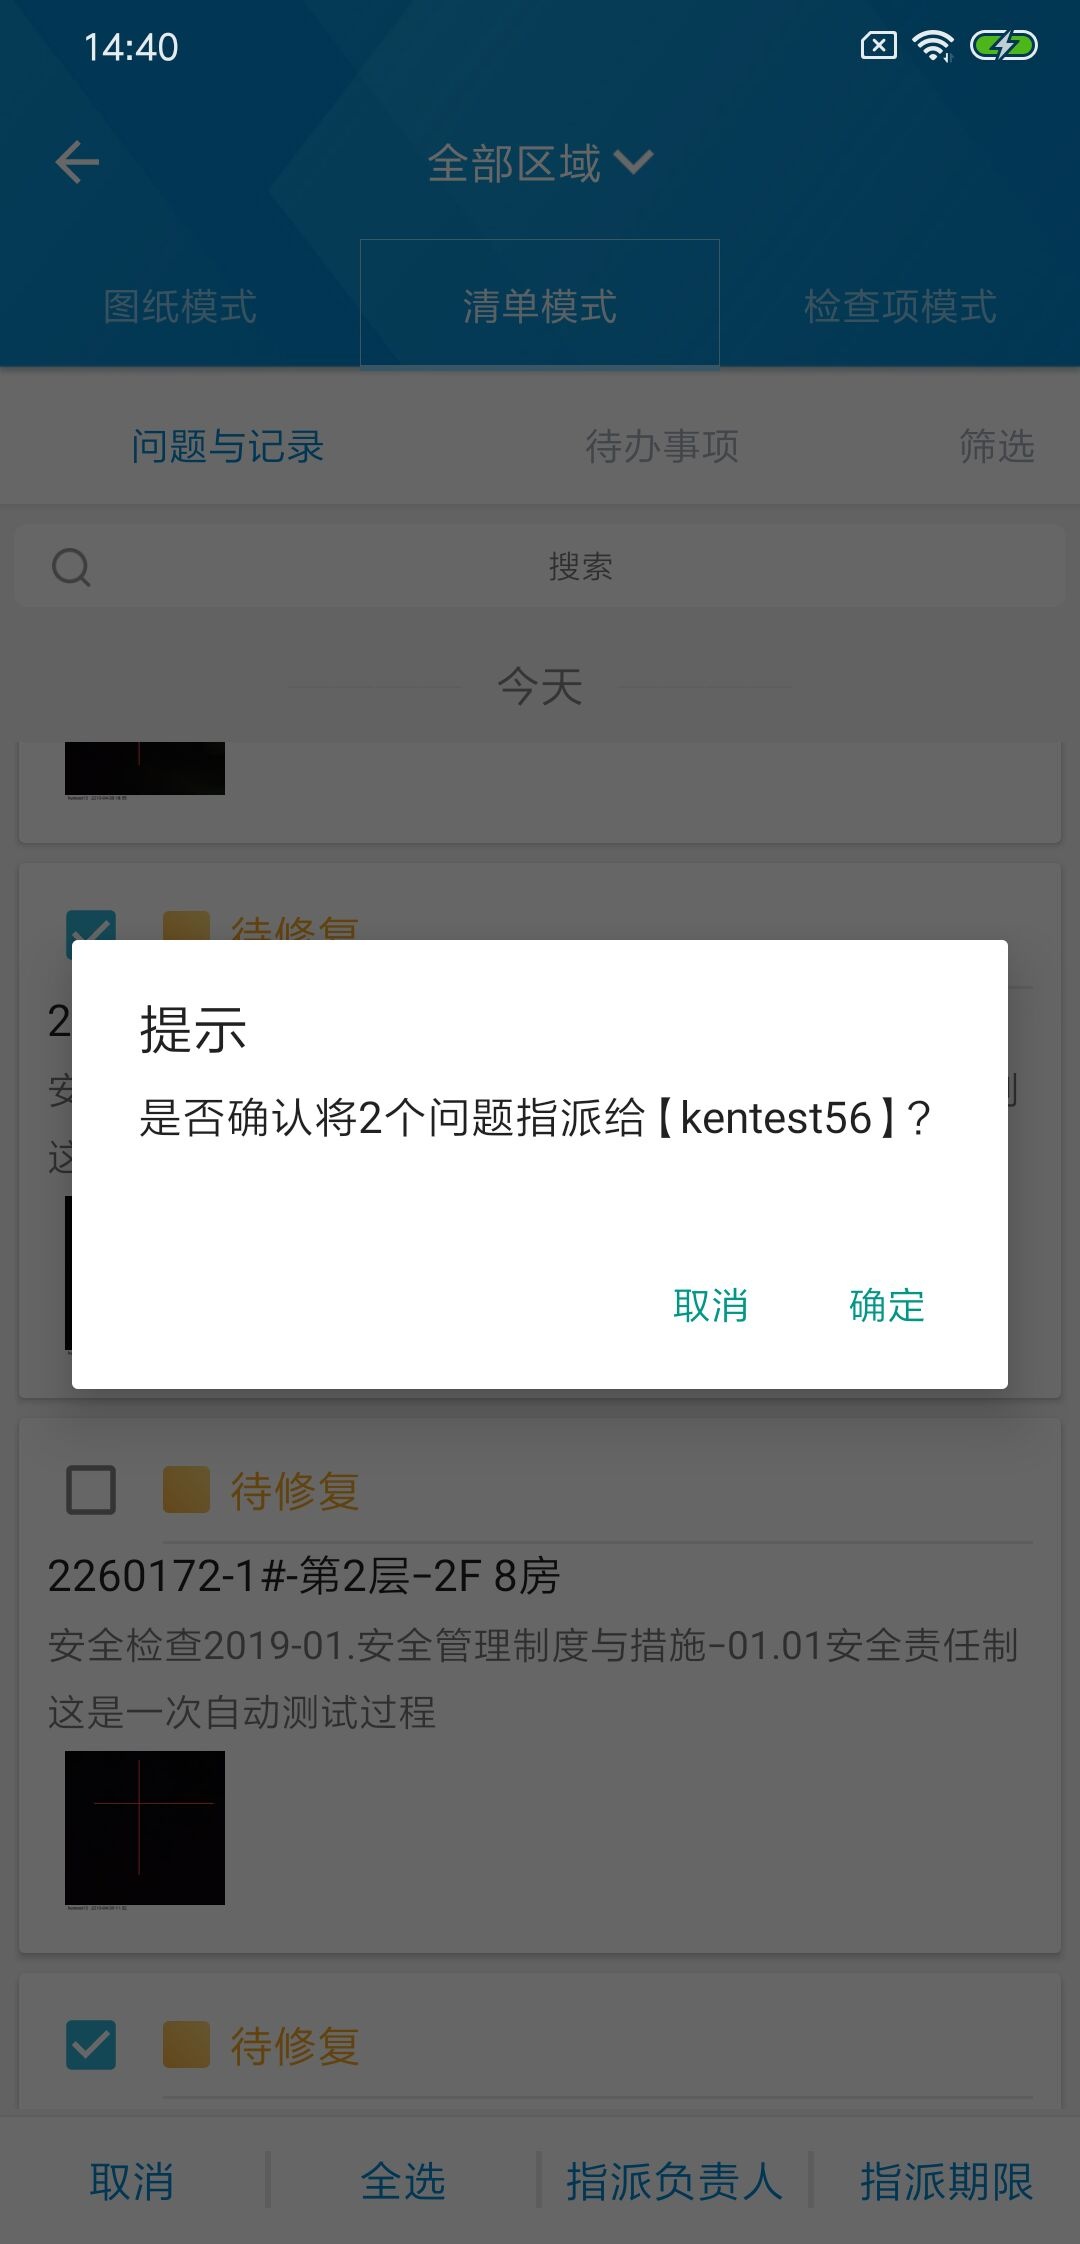 14:40
全部区域
图纸模式
清单模式
检查项模式
问题与记录
待办事项
筛选
搜索
今天
待修复
2
安
制
这
提示
是否确认将2个问题指派给【kentest56】？
取消
确定
待修复
2260172-1#-第2层-2F 8房
安全检查2019-01.安全管理制度与措施-01.01安全责任制
这是一次自动测试过程
待修复
取消
全选
指派负责人
指派期限